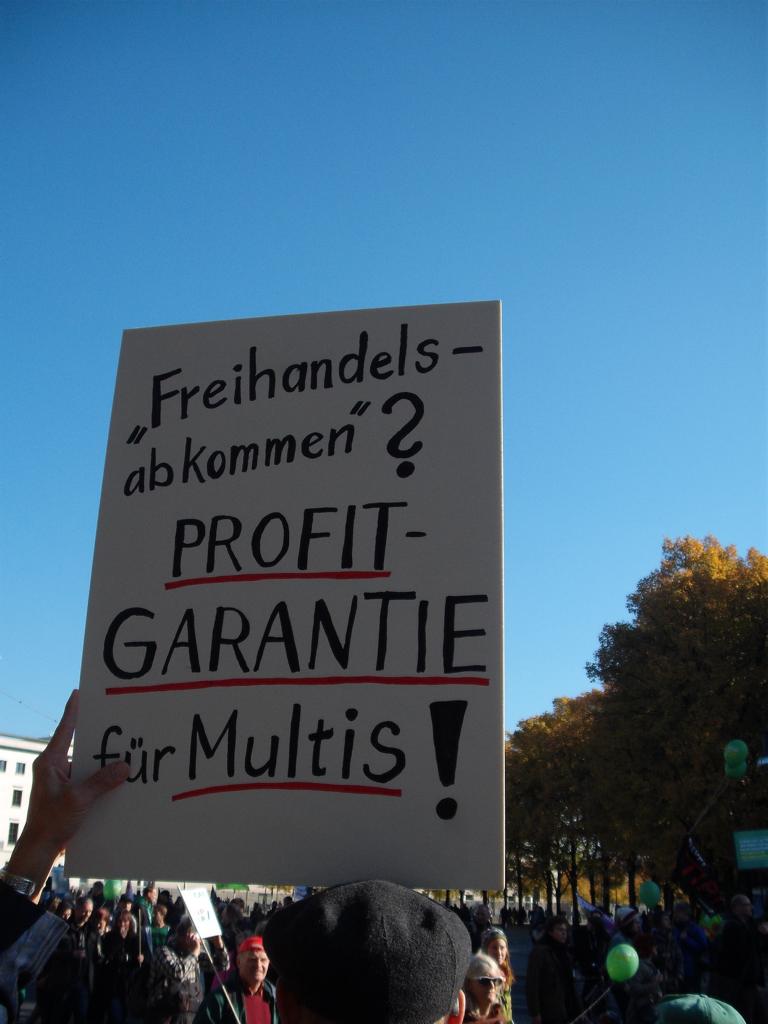 „Freihandels-
abkommen“?
PROFIT-
GARANTIE
für Multis!